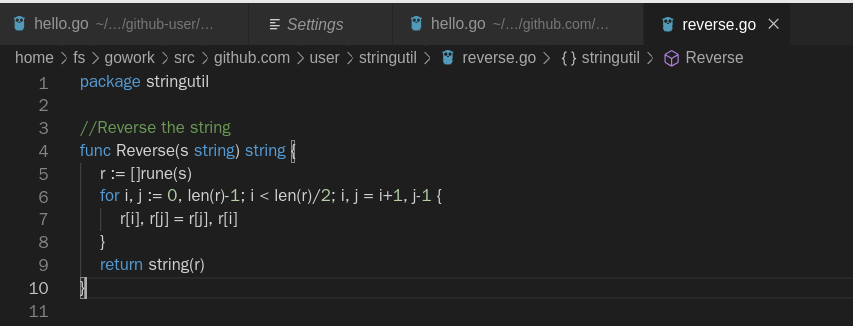 hello.go ~/.../github-user/... Settings hello.go ~/.../github.com/... reverse.go
home > fs > gowork > src > github.com > user > stringutil > reverse.go > { } stringutil > Reverse
1 package stringutil
2
3 //Reverse the string
4 func Reverse(s string) string {
5 r := []rune(s)
6 for i, j := 0, len(r)-1; i < len(r)/2; i, j = i+1, j-1 {
7 r[i], r[j] = r[j], r[i]
8 }
9 return string(r)
10 }
11